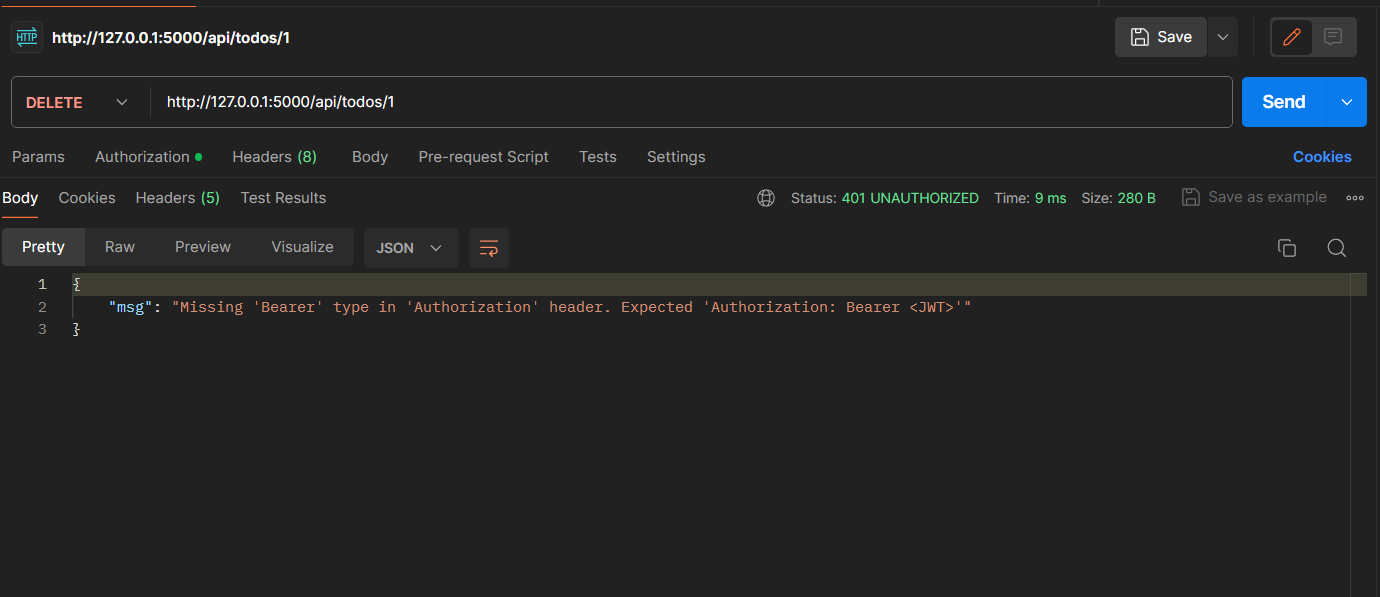 HTTP http://127.0.0.1:5000/api/todos/1 Save
DELETE http://127.0.0.1:5000/api/todos/1 Send
Params Authorization Headers (8) Body Pre-request Script Tests Settings Cookies
Body Cookies Headers (5) Test Results Status: 401 UNAUTHORIZED Time: 9 ms Size: 280 B Save as example
Pretty Raw Preview Visualize JSON
1 {
2 "msg": "Missing 'Bearer' type in 'Authorization' header. Expected 'Authorization: Bearer <JWT>'"
3 }